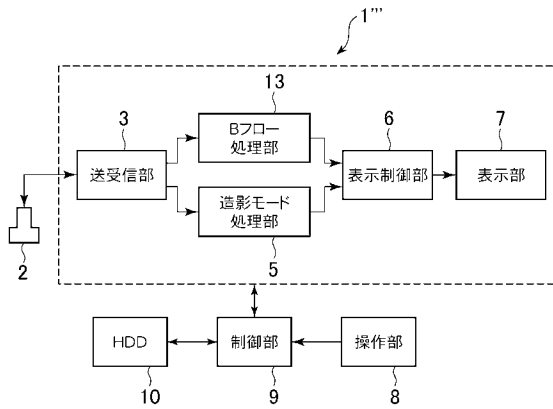 1'''
13
3
Bフロー
処理部
6
7
送受信部
表示制御部
表示部
造影モード
処理部
2
5
HDD
制御部
操作部
10
9
8